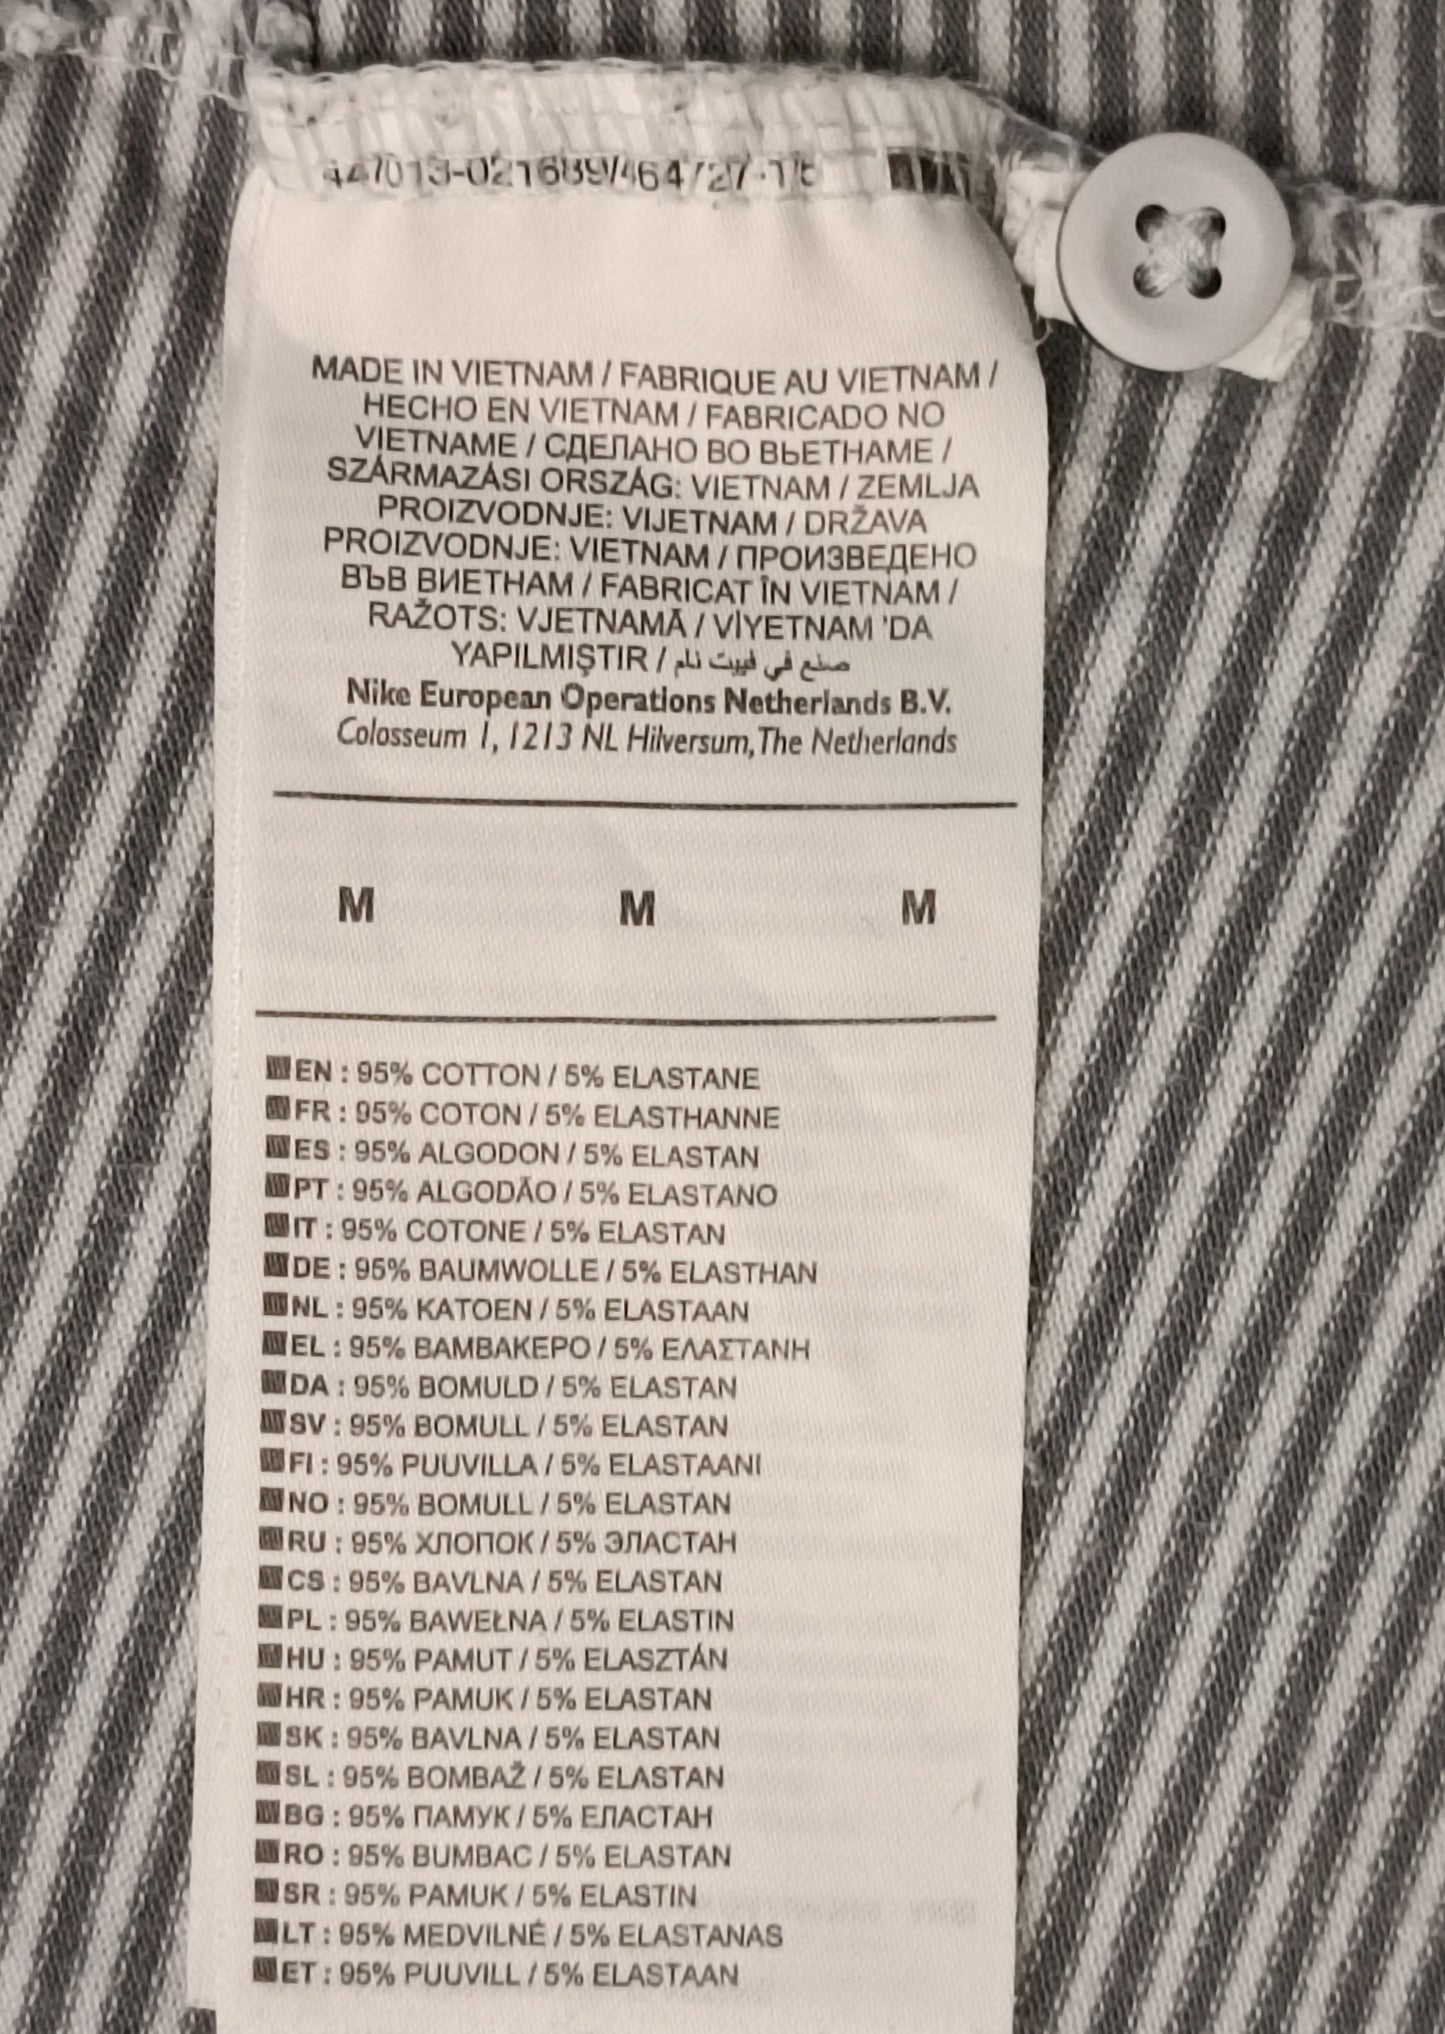 MADE IN VIETNAM / FABRIQUE AU VIETNAM /
HECHO EN VIETNAM / FABRICADO NO
VIETNAME / СДЕЛАНО ВО ВЬЕТНАМЕ /
SZÁRMAZÁSI ORSZÁG: VIETNAM / ZEMLJA
PROIZVODNJE: VIJETNAM / DRŽAVA
PROIZVODNJE: VIETNAM / ПРОИЗВЕДЕНО
ВЪВ ВИЕТНАМ / FABRICAT ÎN VIETNAM /
RAŽOTS: VJETNAMĀ / VİYETNAM 'DA
YAPILMIŞTIR / صنع في فييت نام
Nike European Operations Netherlands B.V.
Colosseum 1, 1213 NL Hilversum, The Netherlands
M M M
EN : 95% COTTON / 5% ELASTANE
FR : 95% COTON / 5% ELASTHANNE
ES : 95% ALGODON / 5% ELASTAN
PT : 95% ALGODÃO / 5% ELASTANO
IT : 95% COTONE / 5% ELASTAN
DE : 95% BAUMWOLLE / 5% ELASTHAN
NL : 95% KATOEN / 5% ELASTAAN
EL : 95% ΒΑΜΒΑΚΕΡΟ / 5% ΕΛΑΣΤΑΝΗ
DA : 95% BOMULD / 5% ELASTAN
SV : 95% BOMULL / 5% ELASTAN
FI : 95% PUUVILLA / 5% ELASTAANI
NO : 95% BOMULL / 5% ELASTAN
RU : 95% ХЛОПОК / 5% ЭЛАСТАН
CS : 95% BAVLNA / 5% ELASTAN
PL : 95% BAWEŁNA / 5% ELASTIN
HU : 95% PAMUT / 5% ELASZTÁN
HR : 95% PAMUK / 5% ELASTAN
SK : 95% BAVLNA / 5% ELASTAN
SL : 95% BOMBAŽ / 5% ELASTAN
BG : 95% ПАМУК / 5% ЕЛАСТАН
RO : 95% BUMBAC / 5% ELASTAN
SR : 95% PAMUK / 5% ELASTIN
LT : 95% MEDVILNĖ / 5% ELASTANAS
ET : 95% PUUVILL / 5% ELASTAAN